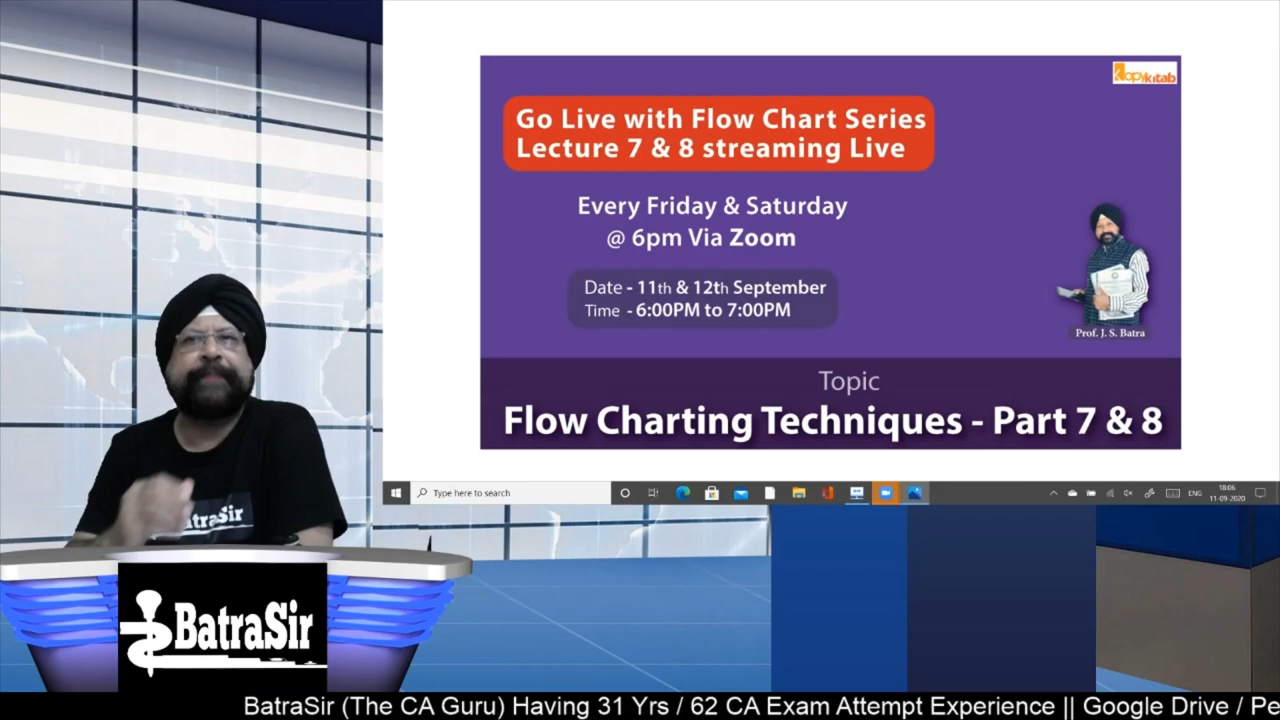 Kopykitab
Go Live with Flow Chart Series
Lecture 7 & 8 streaming Live
Every Friday & Saturday
@ 6pm Via Zoom
Date - 11th & 12th September
Time - 6:00PM to 7:00PM
Prof. J. S. Batra
Topic
Flow Charting Techniques - Part 7 & 8
Type here to search
ENG
18:06
11-09-2020
atraSir
BatraSir
BatraSir (The CA Guru) Having 31 Yrs / 62 CA Exam Attempt Experience || Google Drive / Pe